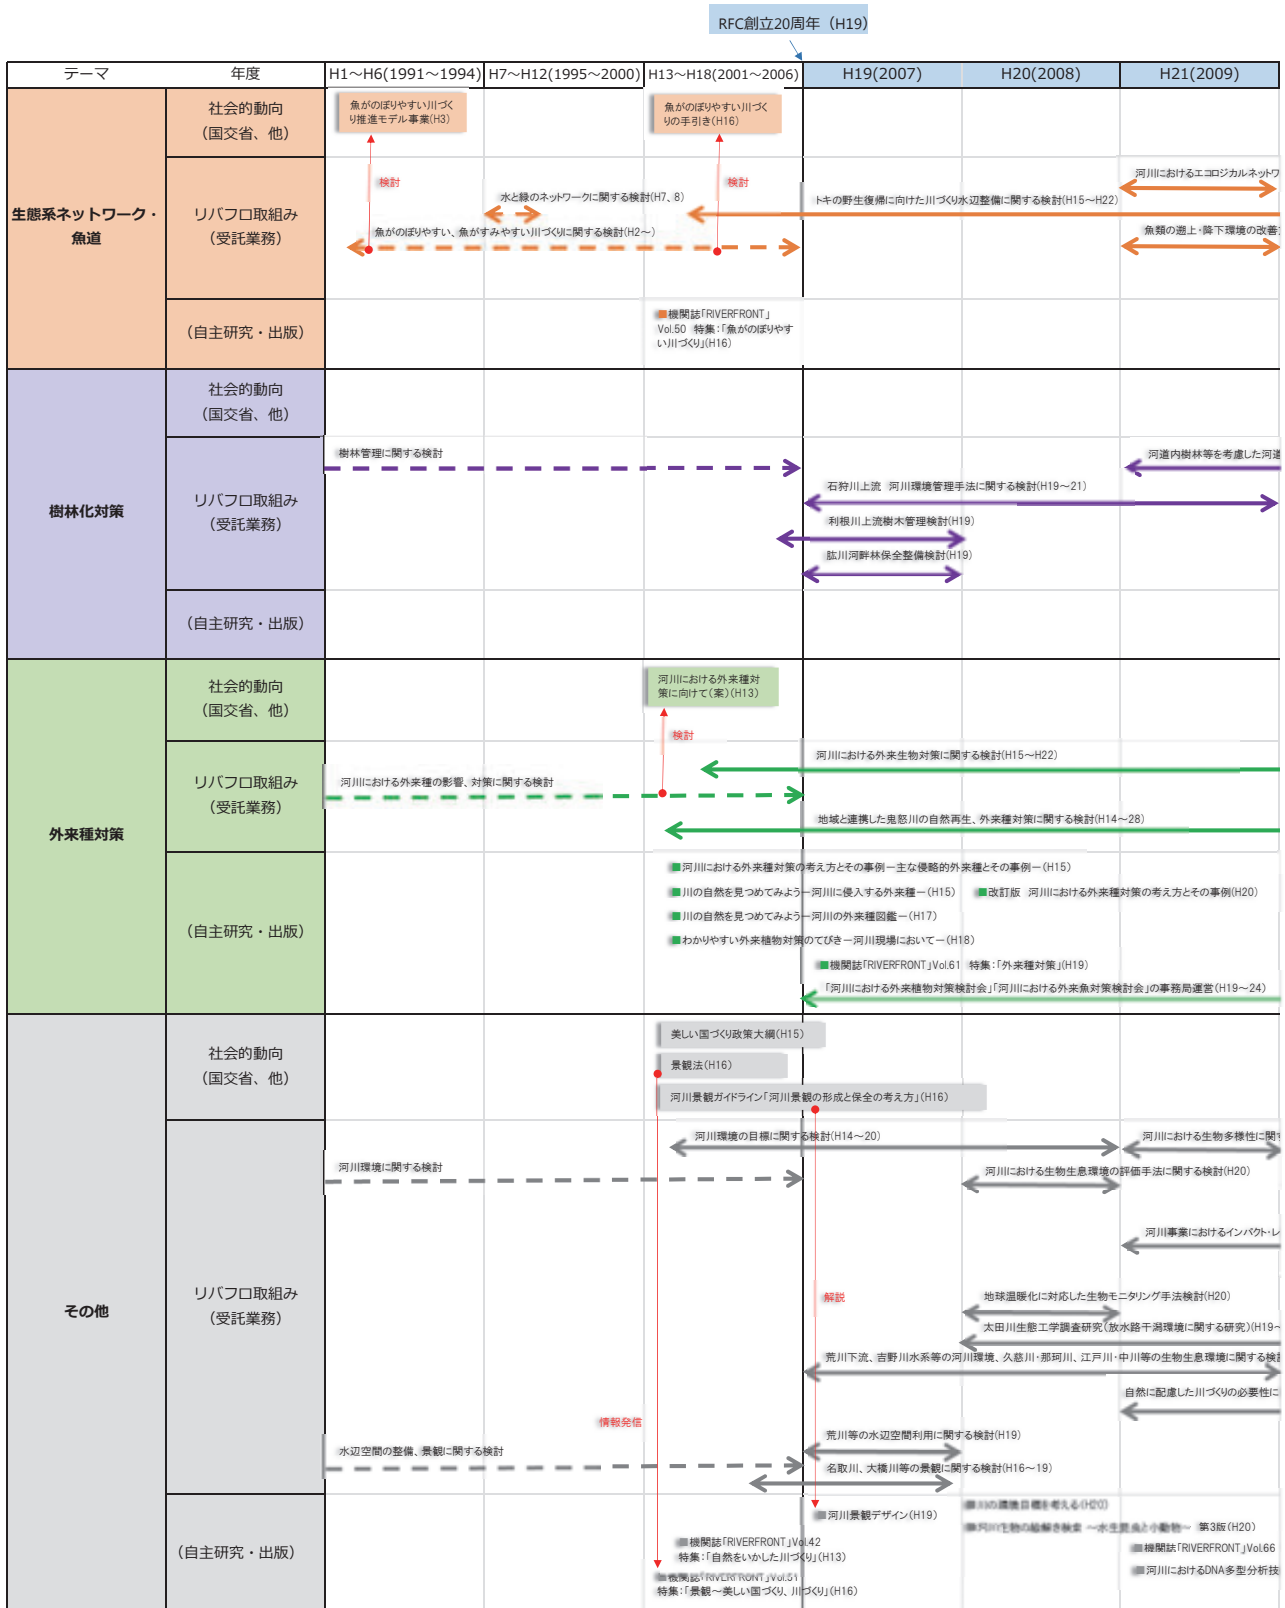 RFC創立20周年（H19）
テーマ
年度
H1～H6(1991～1994)
H7～H12(1995～2000)
H13～H18(2001～2006)
H19(2007)
H20(2008)
H21(2009)
生態系ネットワーク・
魚道
社会的動向
（国交省、他）
魚がのぼりやすい川づく
り推進モデル事業(H3)
魚がのぼりやすい川づく
りの手引き(H16)
リバフロ取組み
（受託業務）
検討
検討
河川におけるエコロジカルネットワ
水と緑のネットワークに関する検討(H7、8)
トキの野生復帰に向けた川づくり水辺整備に関する検討(H15～H22)
魚がのぼりやすい、魚がすみやすい川づくりに関する検討(H2～)
魚類の遡上・降下環境の改善
（自主研究・出版）
■機関誌「RIVERFRONT」
Vol.50　特集：「魚がのぼりやす
い川づくり」(H16)
樹林化対策
社会的動向
（国交省、他）
リバフロ取組み
（受託業務）
樹林管理に関する検討
河道内樹林等を考慮した河道
石狩川上流　河川環境管理手法に関する検討(H19～21)
利根川上流樹木管理検討(H19)
肱川河畔林保全整備検討(H19)
（自主研究・出版）
外来種対策
社会的動向
（国交省、他）
河川における外来種対
策に向けて(案)(H13)
リバフロ取組み
（受託業務）
検討
河川における外来生物対策に関する検討(H15～H22)
河川における外来種の影響、対策に関する検討
地域と連携した鬼怒川の自然再生、外来種対策に関する検討(H14～28)
（自主研究・出版）
■河川における外来種対策の考え方とその事例－主な侵略的外来種とその事例－(H15)
■川の自然を見つめてみよう－河川に侵入する外来種－(H15)
■改訂版　河川における外来種対策の考え方とその事例(H20)
■川の自然を見つめてみよう－河川の外来種図鑑－(H17)
■わかりやすい外来植物対策のてびき－河川現場において－(H18)
■機関誌「RIVERFRONT」Vol.61　特集：「外来種対策」(H19)
「河川における外来植物対策検討会」「河川における外来魚対策検討会」の事務局運営(H19～24)
その他
社会的動向
（国交省、他）
美しい国づくり政策大綱(H15)
景観法(H16)
河川景観ガイドライン「河川景観の形成と保全の考え方」(H16)
リバフロ取組み
（受託業務）
河川環境の目標に関する検討(H14～20)
河川における生物多様性に関す
河川環境に関する検討
河川における生物生息環境の評価手法に関する検討(H20)
河川事業におけるインパクト・レ
解説
地球温暖化に対応した生物モニタリング手法検討(H20)
太田川生態工学調査研究(放水路干潟環境に関する研究)(H19～
荒川下流、吉野川水系等の河川環境、久慈川・那珂川、江戸川・中川等の生物生息環境に関する検討
自然に配慮した川づくりの必要性に
情報発信
荒川等の水辺空間利用に関する検討(H19)
水辺空間の整備、景観に関する検討
名取川、大橋川等の景観に関する検討(H16～19)
（自主研究・出版）
■川の環境目標を考える(H20)
■河川景観デザイン(H19)
■河川生物の絵解き検索　～水生昆虫と小動物～　第3版(H20)
■機関誌「RIVERFRONT」Vol.42
特集：「自然をいかした川づくり」(H13)
■機関誌「RIVERFRONT」Vol.66
■河川におけるDNA多型分析技
■機関誌「RIVERFRONT」Vol.51
特集：「景観～美しい国づくり、川づくり」(H16)